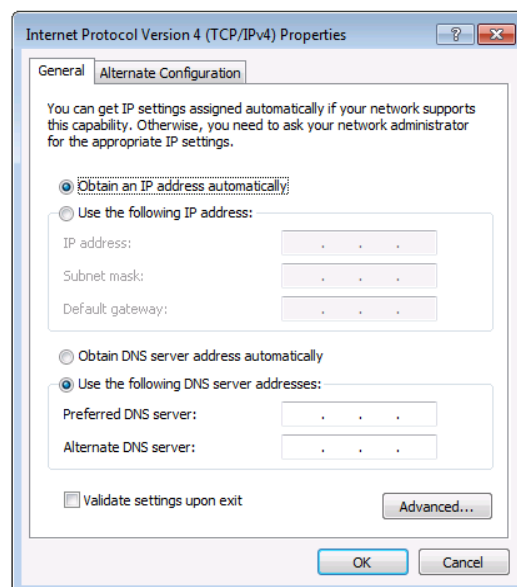 Internet Protocol Version 4 (TCP/IPv4) Properties
General
Alternate Configuration
You can get IP settings assigned automatically if your network supports
this capability. Otherwise, you need to ask your network administrator
for the appropriate IP settings.
Obtain an IP address automatically
Use the following IP address:
IP address:
Subnet mask:
Default gateway:
Obtain DNS server address automatically
Use the following DNS server addresses:
Preferred DNS server:
Alternate DNS server:
Validate settings upon exit
Advanced...
OK
Cancel